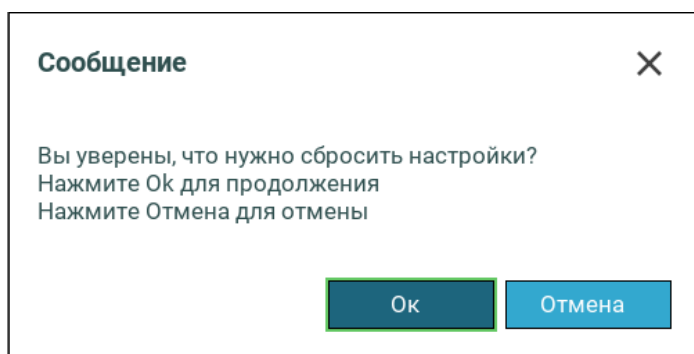 Сообщение
Вы уверены, что нужно сбросить настройки?
Нажмите Ok для продолжения
Нажмите Отмена для отмены
Ок
Отмена